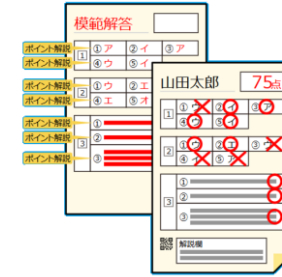 模範解答
ポイント解説
1 ①ア ②イ ③ア
ポイント解説
④ウ ⑤イ
ポイント解説
2 ①ウ ②エ
ポイント解説
④エ ⑤オ
ポイント解説
3 ①
ポイント解説
②
ポイント解説
③
山田太郎 75点
1 ① ②イ ③ア
④ウ ⑤イ
2 ①ウ ②エ ③
④ ⑤
3 ①
②
③
解説欄